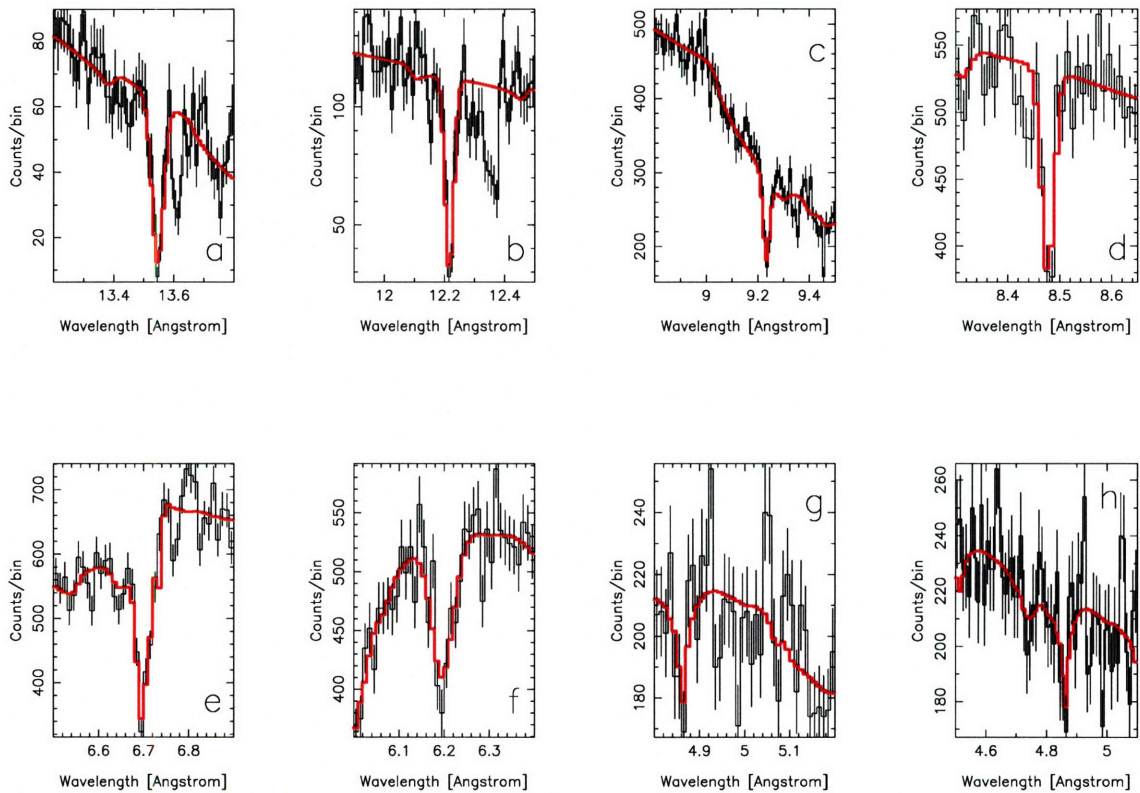 80
60
40
20
Counts/bin
a
13.4 13.6
Wavelength [Angstrom]
100
50
Counts/bin
b
12 12.2 12.4
Wavelength [Angstrom]
500
400
300
200
Counts/bin
c
9 9.2 9.4
Wavelength [Angstrom]
550
500
450
400
Counts/bin
d
8.4 8.5 8.6
Wavelength [Angstrom]
700
600
500
400
Counts/bin
e
6.6 6.7 6.8
Wavelength [Angstrom]
550
500
450
400
Counts/bin
f
6.1 6.2 6.3
Wavelength [Angstrom]
240
220
200
180
Counts/bin
g
4.9 5 5.1
Wavelength [Angstrom]
260
240
220
200
180
Counts/bin
h
4.6 4.8 5
Wavelength [Angstrom]